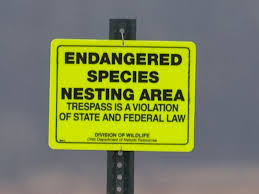 ENDANGERED
SPECIES
NESTING AREA
TRESPASS IS A VIOLATION
OF STATE AND FEDERAL LAW
DIVISION OF WILDLIFE
Ohio Department of Natural Resources